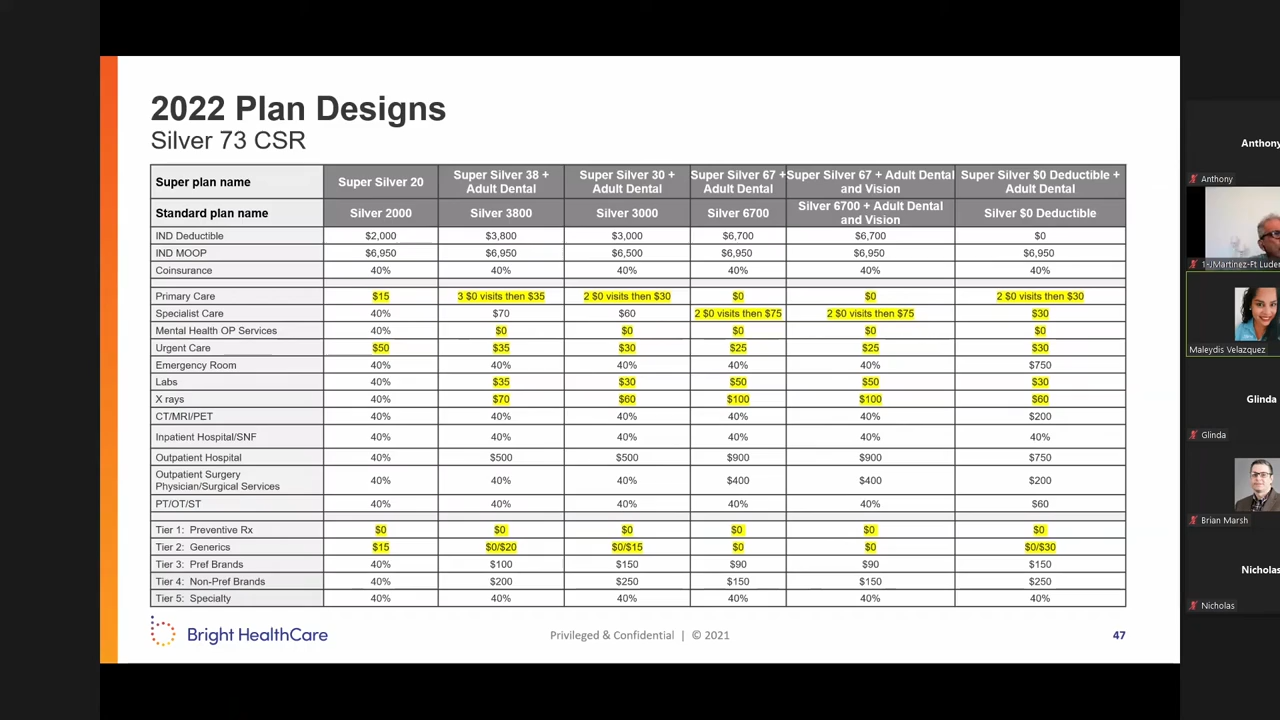 2022 Plan Designs
Silver 73 CSR
Super plan name Super Silver 20 Super Silver 38 + Adult Dental Super Silver 30 + Adult Dental Super Silver 67 + Adult Dental Super Silver 67 + Adult Dental and Vision Super Silver $0 Deductible + Adult Dental
Standard plan name Silver 2000 Silver 3800 Silver 3000 Silver 6700 Silver 6700 + Adult Dental and Vision Silver $0 Deductible
IND Deductible $2,000 $3,800 $3,000 $6,700 $6,700 $0
IND MOOP $6,950 $6,950 $6,500 $6,950 $6,950 $6,950
Coinsurance 40% 40% 40% 40% 40% 40%
Primary Care $15 3 $0 visits then $35 2 $0 visits then $30 $0 $0 2 $0 visits then $30
Specialist Care 40% $70 $60 2 $0 visits then $75 2 $0 visits then $75 $30
Mental Health OP Services 40% $0 $0 $0 $0 $0
Urgent Care $50 $35 $30 $25 $25 $30
Emergency Room 40% 40% 40% 40% 40% $750
Labs 40% $35 $30 $50 $50 $30
X rays 40% $70 $60 $100 $100 $60
CT/MRI/PET 40% 40% 40% 40% 40% $200
Inpatient Hospital/SNF 40% 40% 40% 40% 40% 40%
Outpatient Hospital 40% $500 $500 $900 $900 $750
Outpatient Surgery Physician/Surgical Services 40% 40% 40% $400 $400 $200
PT/OT/ST 40% 40% 40% 40% 40% $60
Tier 1: Preventive Rx $0 $0 $0 $0 $0 $0
Tier 2: Generics $15 $0/$20 $0/$15 $0 $0 $0/$30
Tier 3: Pref Brands 40% $100 $150 $90 $90 $150
Tier 4: Non-Pref Brands 40% $200 $250 $150 $150 $250
Tier 5: Specialty 40% 40% 40% 40% 40% 40%
Bright HealthCare
Privileged & Confidential | © 2021
47
Anthony
Anthony
1-JMartinez-Ft Luder
Maleydis Velazquez
Glinda
Glinda
Brian Marsh
Nicholas
Nicholas